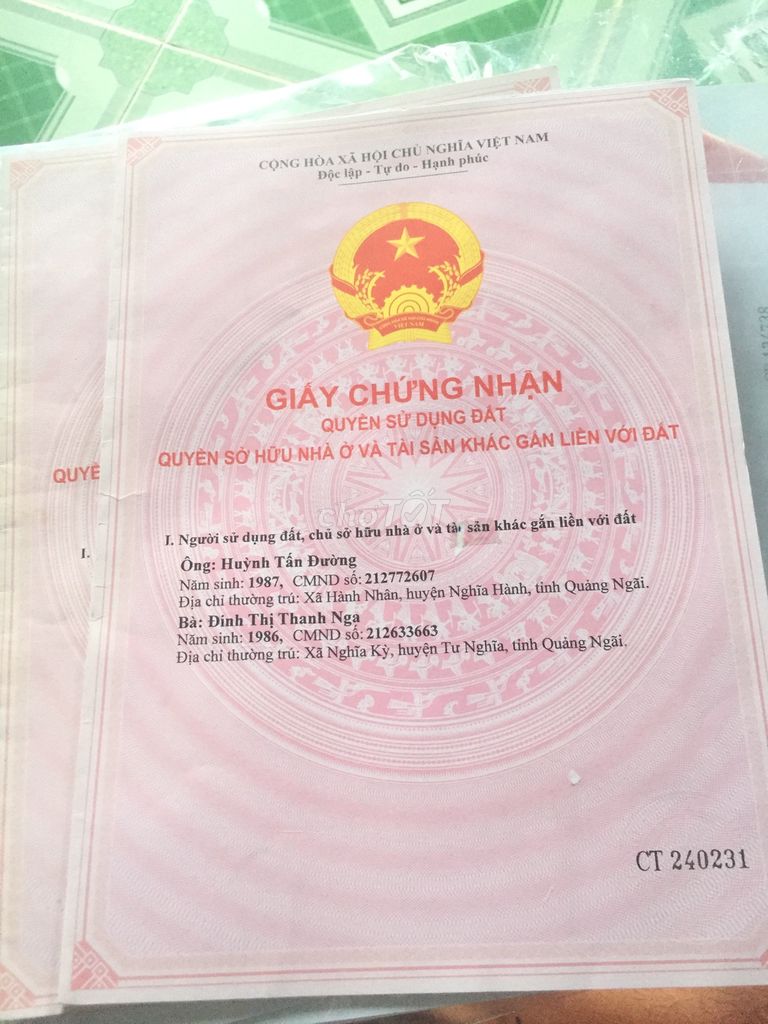 CỘNG HÒA XÃ HỘI CHỦ NGHĨA VIỆT NAM
Độc lập - Tự do - Hạnh phúc
VIỆT NAM
GIẤY CHỨNG NHẬN
QUYỀN SỬ DỤNG ĐẤT
QUYỀN SỞ HỮU NHÀ Ở VÀ TÀI SẢN KHÁC GẮN LIỀN VỚI ĐẤT
QUYỀ
chợTỐT
I.
I. Người sử dụng đất, chủ sở hữu nhà ở và tài sản khác gắn liền với đất
Ông: Huỳnh Tấn Đường
Năm sinh: 1987, CMND số: 212772607
Địa chỉ thường trú: Xã Hành Nhân, huyện Nghĩa Hành, tỉnh Quảng Ngãi.
Bà: Đinh Thị Thanh Nga
Năm sinh: 1986, CMND số: 212633663
Địa chỉ thường trú: Xã Nghĩa Kỳ, huyện Tư Nghĩa, tỉnh Quảng Ngãi.
CT 240231